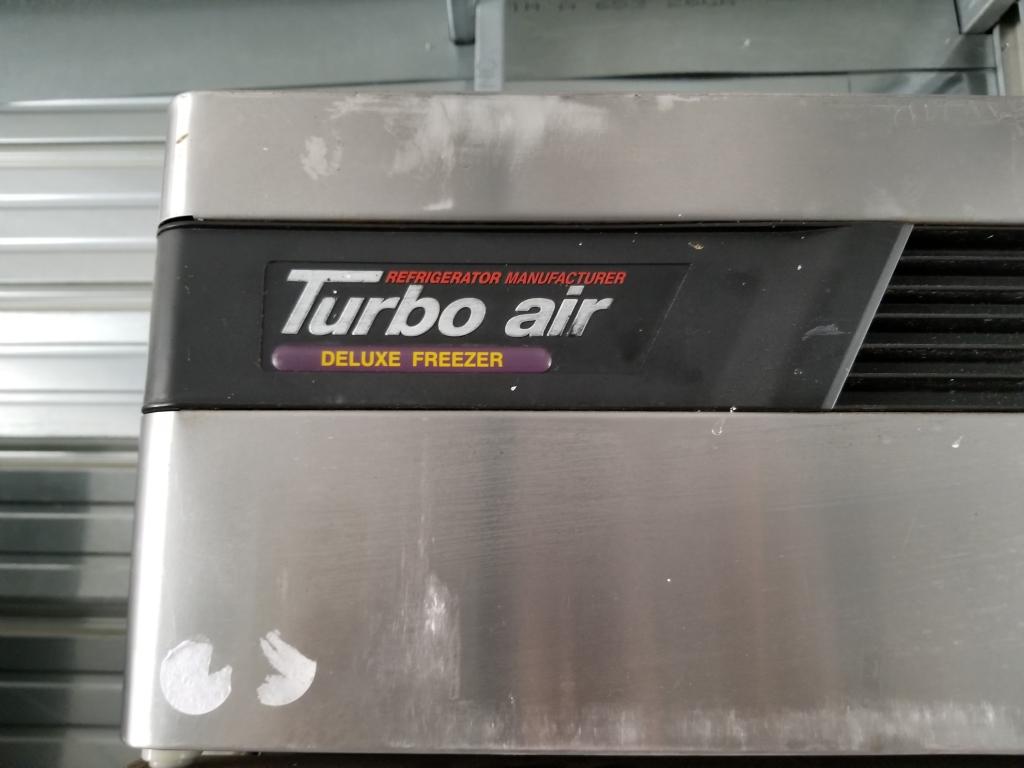 REFRIGERATOR MANUFACTURER
Turbo air
DELUXE FREEZER